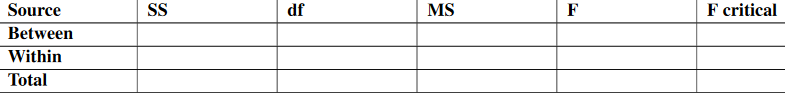 Source SS df MS F F critical
Between
Within
Total